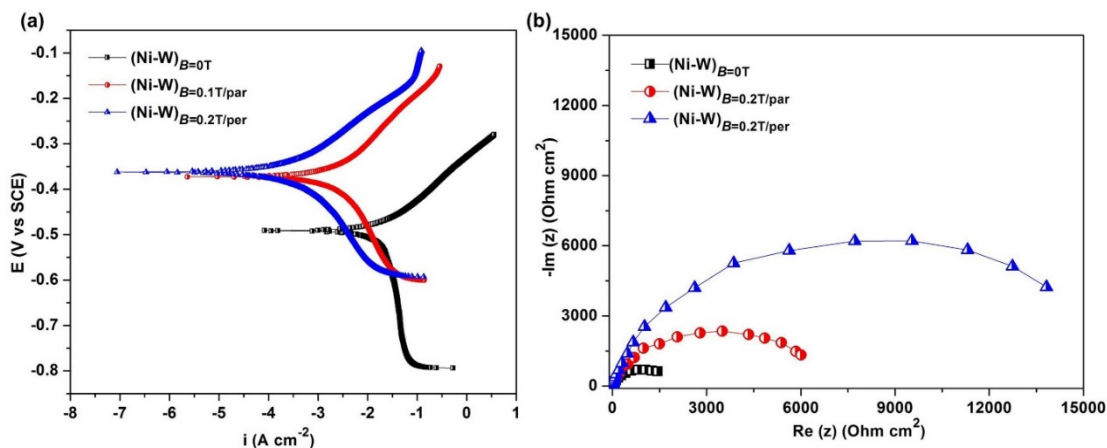 (a)
(Ni-W)B=0T
(Ni-W)B=0.1T/par
(Ni-W)B=0.2T/per
E (V vs SCE)
-0.1
-0.2
-0.3
-0.4
-0.5
-0.6
-0.7
-0.8
-8 -7 -6 -5 -4 -3 -2 -1 0 1
i (A cm-2)
(b)
(Ni-W)B=0T
(Ni-W)B=0.2T/par
(Ni-W)B=0.2T/per
-Im (z) (Ohm cm2)
15000
12000
9000
6000
3000
0
0 3000 6000 9000 12000 15000
Re (z) (Ohm cm2)